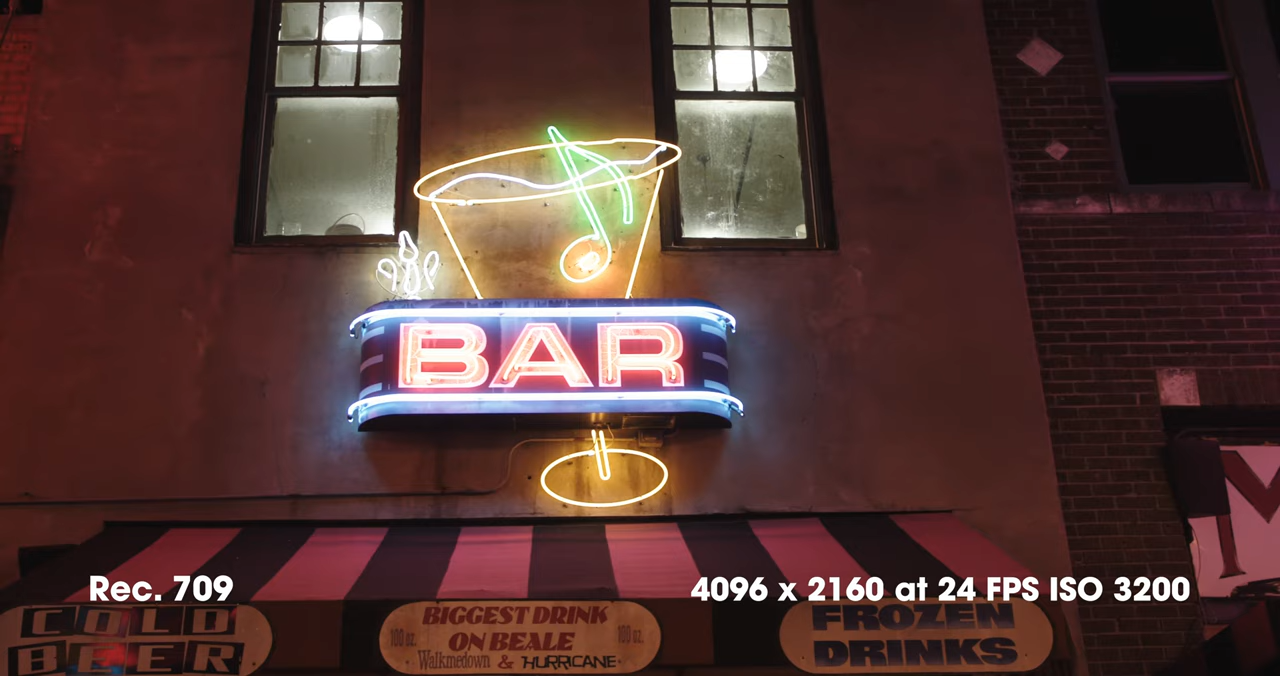 BAR
Rec. 709
4096 x 2160 at 24 FPS ISO 3200
COLD
BEER
BIGGEST DRINK
100 oz. ON BEALE 100 oz.
Walkmedown & HURRICANE
FROZEN
DRINKS